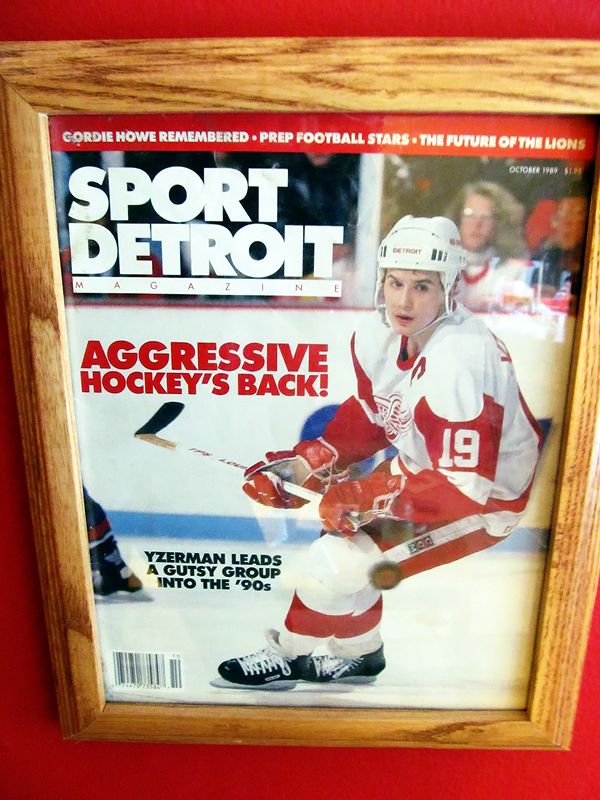 GORDIE HOWE REMEMBERED • PREP FOOTBALL STARS • THE FUTURE OF THE LIONS
OCTOBER 1989 $1.95
SPORT
DETROIT
MAGAZINE
DETROIT
AGGRESSIVE
HOCKEY'S BACK!
19
YZERMAN LEADS
A GUTSY GROUP
INTO THE '90s
10